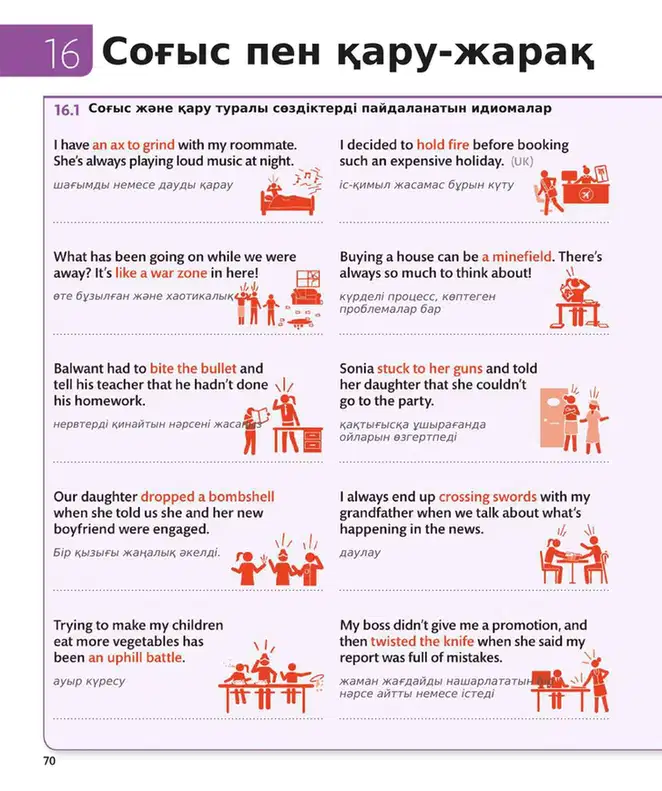 16
Соғыс пен қару-жарақ
16.1 Соғыс және қару туралы сөздіктерді пайдаланатын идиомалар
I have an ax to grind with my roommate.
She's always playing loud music at night.
шағымды немесе дауды қарау
I decided to hold fire before booking
such an expensive holiday. (UK)
іс-қимыл жасамас бұрын күту
What has been going on while we were
away? It's like a war zone in here!
өте бұзылған және хаотикалық
Buying a house can be a minefield. There's
always so much to think about!
күрделі процесс, көптеген
проблемалар бар
Balwant had to bite the bullet and
tell his teacher that he hadn't done
his homework.
нервтерді қинайтын нәрсені жасаңыз
Sonia stuck to her guns and told
her daughter that she couldn't
go to the party.
қақтығысқа ұшырағанда
ойларын өзгертпеді
Our daughter dropped a bombshell
when she told us she and her new
boyfriend were engaged.
Бір қызығы жаңалық әкелді.
I always end up crossing swords with my
grandfather when we talk about what's
happening in the news.
даулау
Trying to make my children
eat more vegetables has
been an uphill battle.
ауыр күресу
My boss didn't give me a promotion, and
then twisted the knife when she said my
report was full of mistakes.
жаман жағдайды нашарлататын бір
нәрсе айтты немесе істеді
70